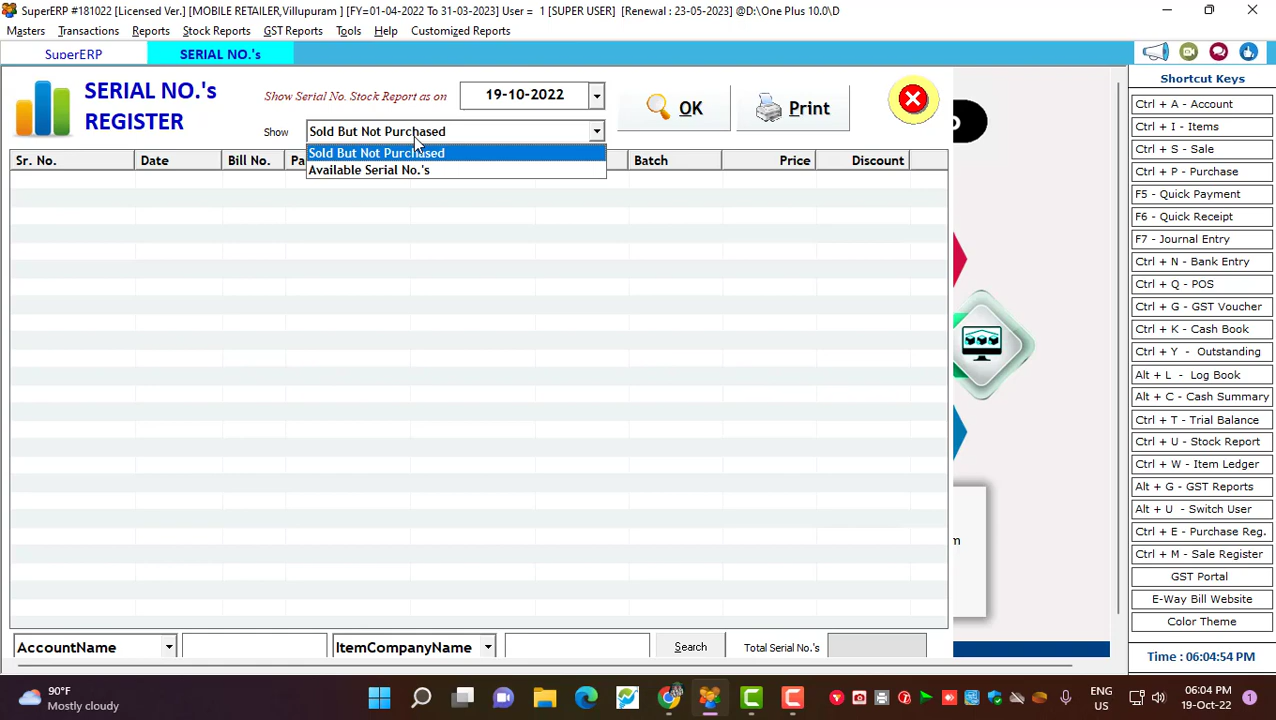 SuperERP #181022 [Licensed Ver.] [MOBILE RETAILER,Villupuram ] [FY=01-04-2022 To 31-03-2023] User = 1 [SUPER USER] [Renewal : 23-05-2023] @D:\One Plus 10.0\D
Masters Transactions Reports Stock Reports GST Reports Tools Help Customized Reports
SuperERP SERIAL NO.'s
SERIAL NO.'s
REGISTER
Show Serial No. Stock Report as on 19-10-2022 OK Print
Show Sold But Not Purchased
Sold But Not Purchased
Available Serial No.'s
Sr. No. Date Bill No. Batch Price Discount
AccountName ItemCompanyName Search Total Serial No.'s
Shortcut Keys
Ctrl + A - Account
Ctrl + I - Items
Ctrl + S - Sale
Ctrl + P - Purchase
F5 - Quick Payment
F6 - Quick Receipt
F7 - Journal Entry
Ctrl + N - Bank Entry
Ctrl + Q - POS
Ctrl + G - GST Voucher
Ctrl + K - Cash Book
Ctrl + Y - Outstanding
Alt + L - Log Book
Alt + C - Cash Summary
Ctrl + T - Trial Balance
Ctrl + U - Stock Report
Ctrl + W - Item Ledger
Alt + G - GST Reports
Alt + U - Switch User
Ctrl + E - Purchase Reg.
Ctrl + M - Sale Register
GST Portal
E-Way Bill Website
Color Theme
Time : 06:04:54 PM
90°F
Mostly cloudy
ENG
US
06:04 PM
19-Oct-22
1